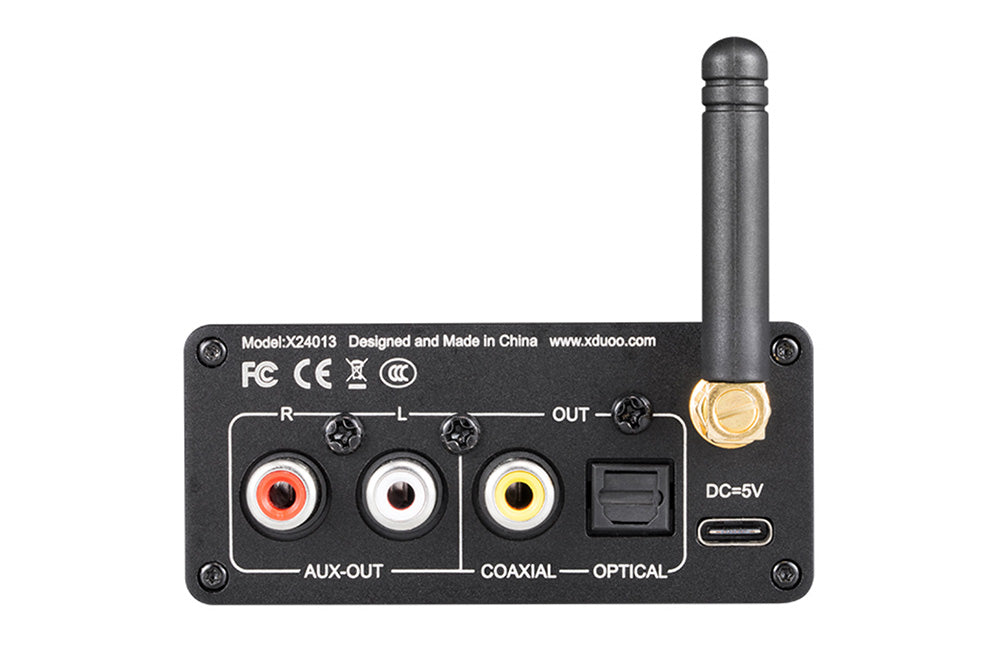 Model:X24013 Designed and Made in China www.xduoo.com
FC CE CCC
R L OUT
DC=5V
AUX-OUT COAXIAL OPTICAL